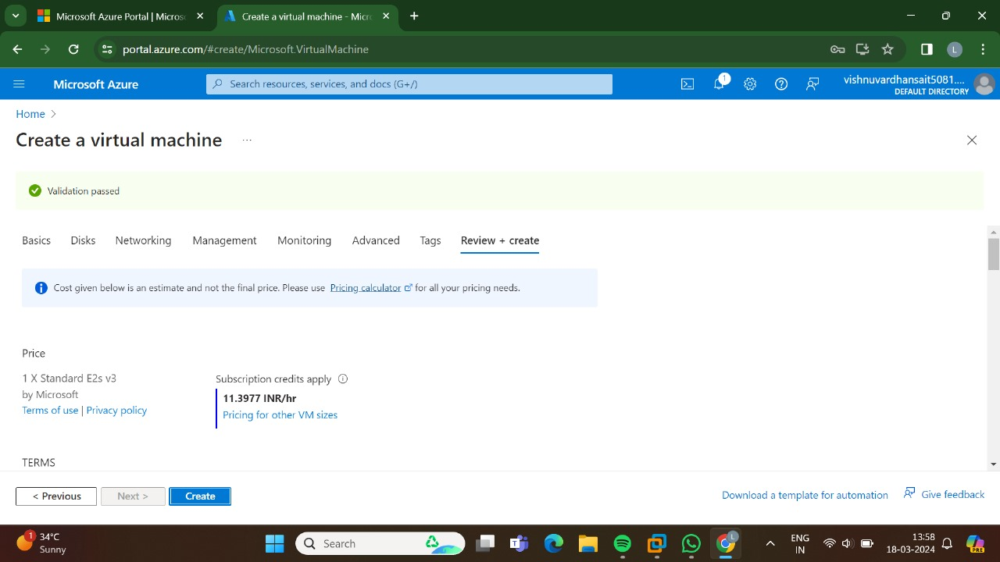 Microsoft Azure Portal | Micros
Create a virtual machine - Micr
portal.azure.com/#create/Microsoft.VirtualMachine
L
Microsoft Azure
Search resources, services, and docs (G+/)
1
vishnuvardhansait5081....
DEFAULT DIRECTORY
Home
Create a virtual machine
Validation passed
Basics Disks Networking Management Monitoring Advanced Tags Review + create
Cost given below is an estimate and not the final price. Please use Pricing calculator for all your pricing needs.
Price
1 X Standard E2s v3
by Microsoft
Terms of use | Privacy policy
Subscription credits apply
11.3977 INR/hr
Pricing for other VM sizes
TERMS
< Previous Next > Create
Download a template for automation
Give feedback
1
34°C
Sunny
Search
L
ENG
IN
13:58
18-03-2024
PRE